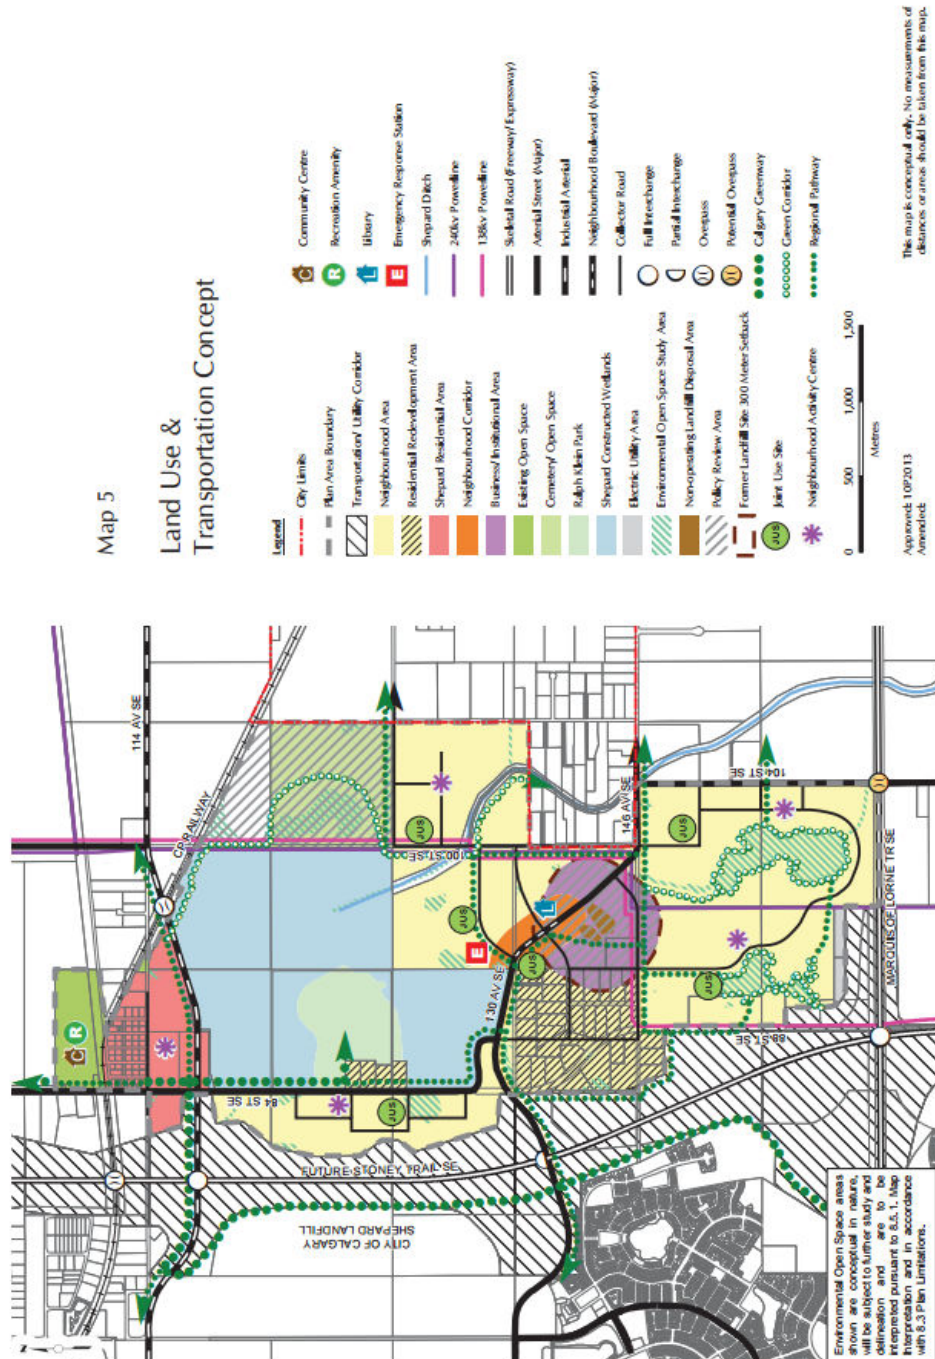 Map 5
Land Use &
Transportation Concept
Legend
City Limits
Plan Area Boundary
Transportation/ Utility Corridor
Neighbourhood Area
Residential Redevelopment Area
Shepard Residential Area
Neighbourhood Corridor
Business/ Institutional Area
Existing Open Space
Cemetery/ Open Space
Ralph Klein Park
Shepard Constructed Wetlands
Electric Utility Area
Environmental Open Space Study Area
Non-operating Landfill Disposal Area
Policy Review Area
Former Landfill Site 300 Meter Setback
JUS
Joint Use Site
Neighbourhood Activity Centre
C
Community Centre
R
Recreation Amenity
L
Library
E
Emergency Response Station
Shepard Ditch
240kv Powerline
138kv Powerline
Skeletal Road (Freeway/ Expressway)
Arterial Street (Major)
Industrial Arterial
Neighbourhood Boulevard (Major)
Collector Road
Full Interchange
Partial Interchange
Overpass
Potential Overpass
Calgary Greenway
Green Corridor
Regional Pathway
0
500
1,000
1,500
Metres
Approved: 10P2013
Amended:
This map is conceptual only. No measurements of
distances or areas should be taken from this map.
N
114 AV SE
CP RAILWAY
C
R
84 ST SE
100 ST SE
FUTURE STONEY TRAIL SE
CITY OF CALGARY
SHEPARD LANDFILL
JUS
JUS
JUS
E
L
JUS
130 AV SE
146 AV SE
JUS
JUS
104 ST SE
88 ST SE
MARQUIS OF LORNE TR SE
Environmental Open Space areas
shown are conceptual in nature,
will be subject to further study and
delineation and are to be
interpreted pursuant to 8.5.1. Map
Interpretation and in accordance
with 8.3 Plan Limitations.